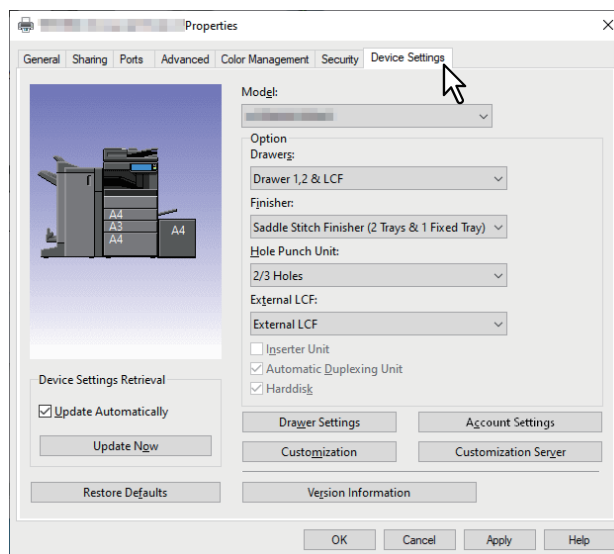 Properties
General Sharing Ports Advanced Color Management Security Device Settings
Model:
Option
Drawers:
Drawer 1,2 & LCF
Finisher:
Saddle Stitch Finisher (2 Trays & 1 Fixed Tray)
Hole Punch Unit:
2/3 Holes
External LCF:
External LCF
Inserter Unit
Automatic Duplexing Unit
Harddisk
A4
A3
A4
A4
Device Settings Retrieval
Update Automatically
Update Now
Drawer Settings Account Settings
Customization Customization Server
Restore Defaults Version Information
OK Cancel Apply Help